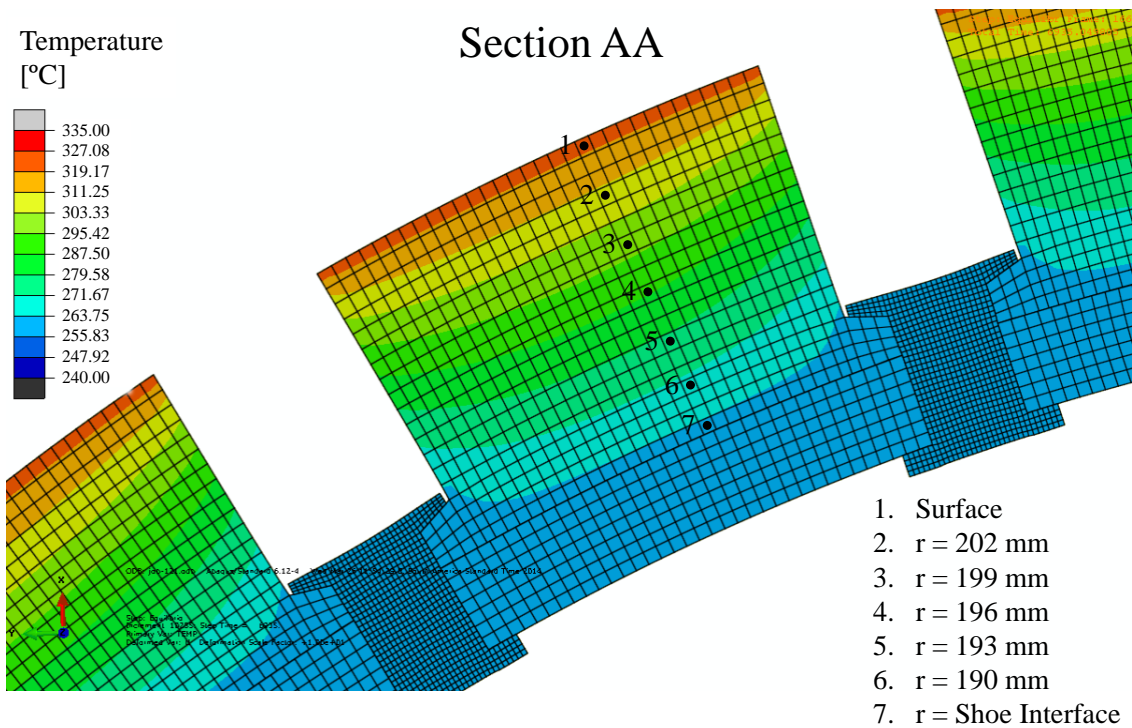 Temperature
[ºC]
Section AA
335.00
327.08
319.17
311.25
303.33
295.42
287.50
279.58
271.67
263.75
255.83
247.92
240.00
1
2
3
4
5
6
7
1. Surface
2. r = 202 mm
3. r = 199 mm
4. r = 196 mm
5. r = 193 mm
6. r = 190 mm
7. r = Shoe Interface
X
Y
Primary Var: TEMP